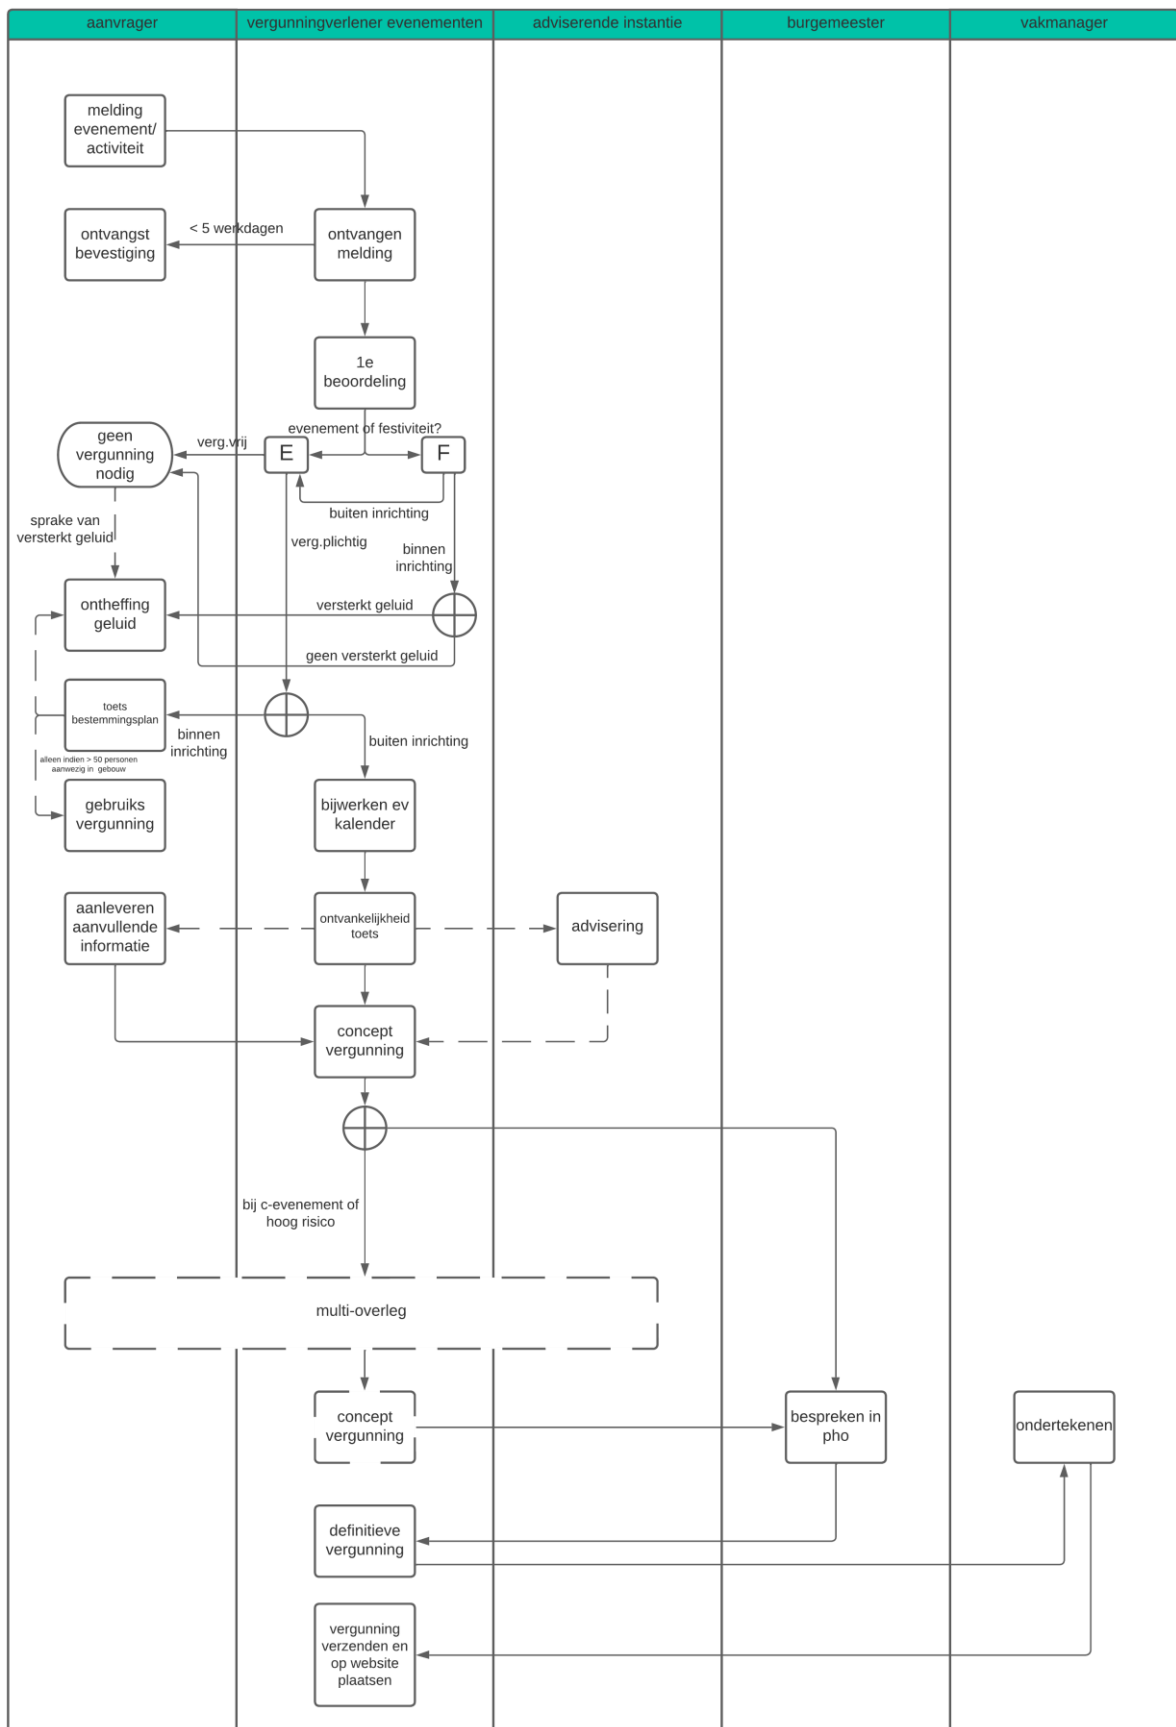 aanvrager
vergunningverlener evenementen
adviserende instantie
burgemeester
vakmanager
melding
evenement/
activiteit
ontvangst
bevestiging
< 5 werkdagen
ontvangen
melding
1e
beoordeling
evenement of festiviteit?
geen
vergunning
nodig
verg.vrij
E
F
buiten inrichting
sprake van
versterkt geluid
verg.plichtig
binnen
inrichting
ontheffing
geluid
versterkt geluid
geen versterkt geluid
toets
bestemmingsplan
binnen
inrichting
buiten inrichting
alleen indien > 50 personen
aanwezig in gebouw
gebruiks
vergunning
bijwerken ev
kalender
aanleveren
aanvullende
informatie
ontvankelijkheid
toets
advisering
concept
vergunning
bij c-evenement of
hoog risico
multi-overleg
concept
vergunning
bespreken in
pho
ondertekenen
definitieve
vergunning
vergunning
verzenden en
op website
plaatsen